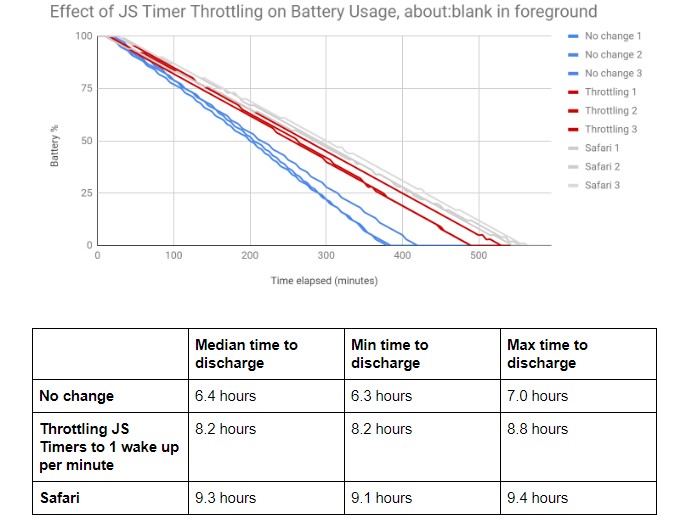 Effect of JS Timer Throttling on Battery Usage, about:blank in foreground
100
75
50
25
0
Battery %
0 100 200 300 400 500
Time elapsed (minutes)
No change 1
No change 2
No change 3
Throttling 1
Throttling 2
Throttling 3
Safari 1
Safari 2
Safari 3
Median time to discharge
Min time to discharge
Max time to discharge
No change
6.4 hours
6.3 hours
7.0 hours
Throttling JS
Timers to 1 wake up
per minute
8.2 hours
8.2 hours
8.8 hours
Safari
9.3 hours
9.1 hours
9.4 hours